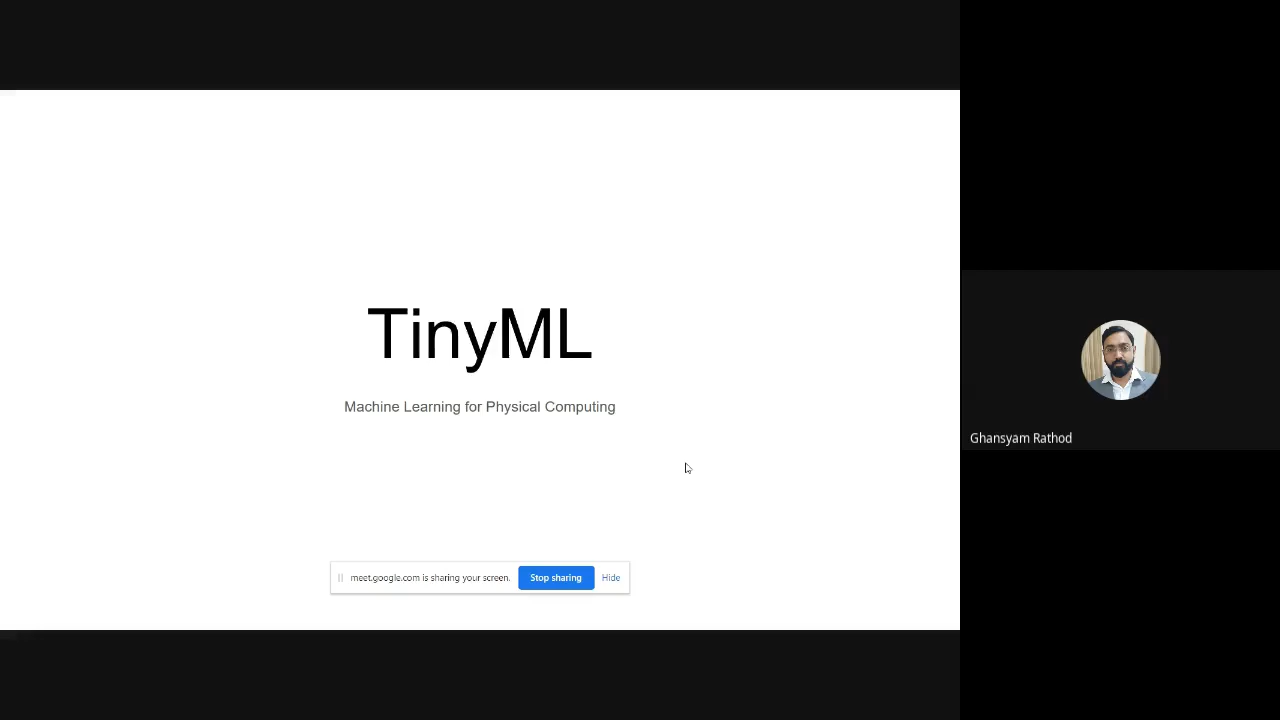 TinyML
Machine Learning for Physical Computing
meet.google.com is sharing your screen. Stop sharing Hide
Ghansyam Rathod